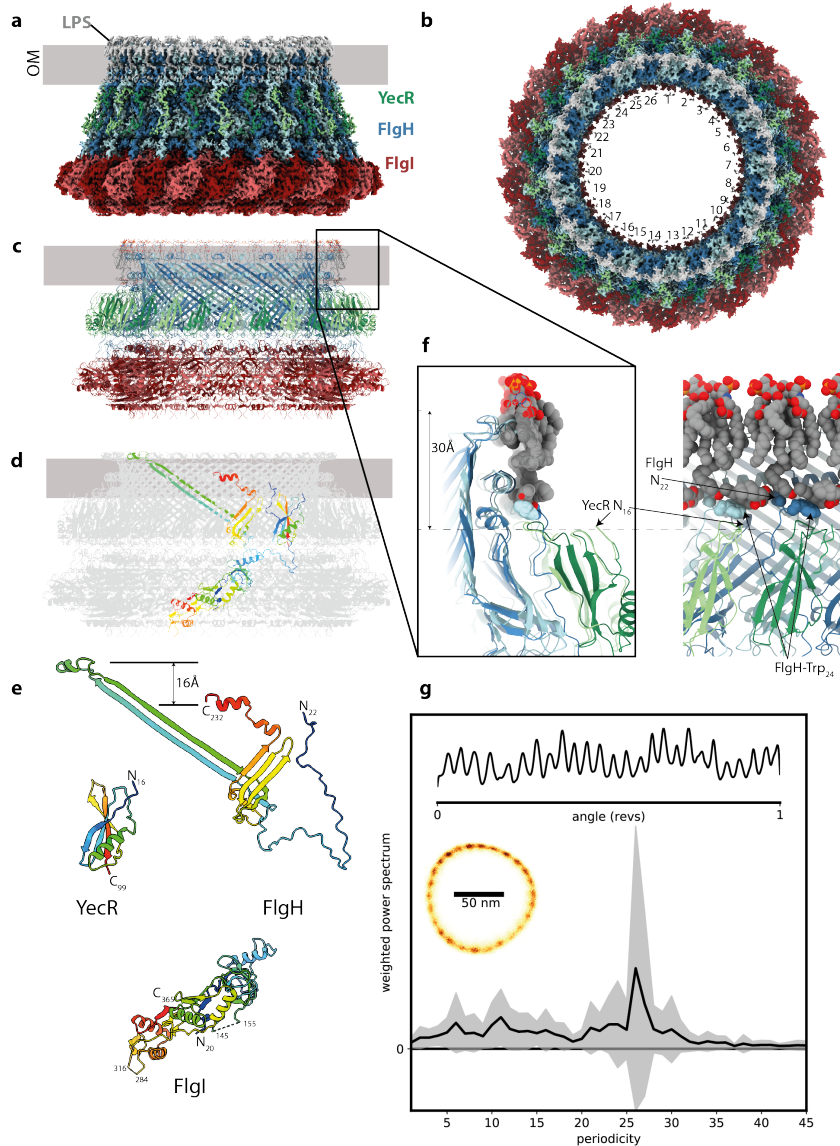 a
LPS
OM
YecR
FlgH
FlgI
b
1
2
3
4
5
6
7
8
9
10
11
12
13
14
15
16
17
18
19
20
21
22
23
24
25
26
c
d
f
30Å
YecR N16
FlgH
N22
FlgH-Trp24
e
16Å
C232
N22
N16
C99
YecR
FlgH
C365
N20
145
155
316
284
FlgI
g
0
angle (revs)
1
50 nm
weighted power spectrum
0
5
10
15
20
25
30
35
40
45
periodicity